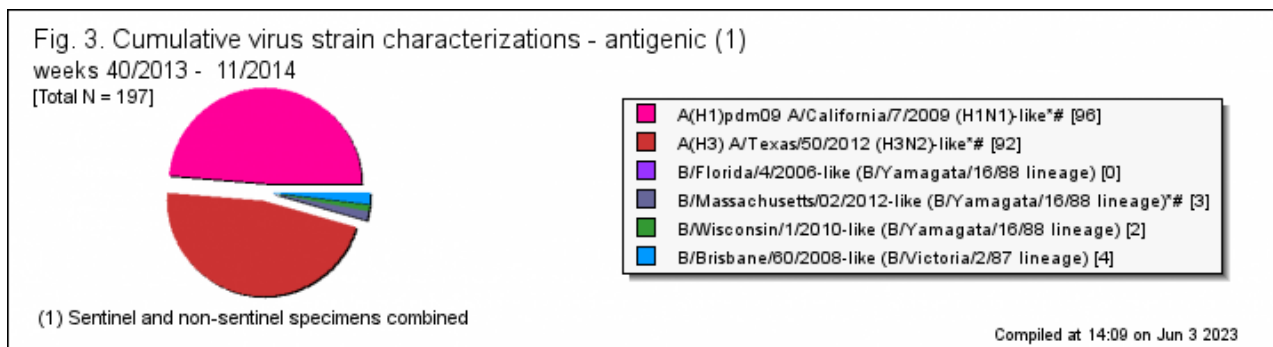 Fig. 3. Cumulative virus strain characterizations - antigenic (1)
weeks 40/2013 - 11/2014
[Total N = 197]
A(H1)pdm09 A/California/7/2009 (H1N1)-like*# [96]
A(H3) A/Texas/50/2012 (H3N2)-like*# [92]
B/Florida/4/2006-like (B/Yamagata/16/88 lineage) [0]
B/Massachusetts/02/2012-like (B/Yamagata/16/88 lineage)*# [3]
B/Wisconsin/1/2010-like (B/Yamagata/16/88 lineage) [2]
B/Brisbane/60/2008-like (B/Victoria/2/87 lineage) [4]
(1) Sentinel and non-sentinel specimens combined
Compiled at 14:09 on Jun 3 2023